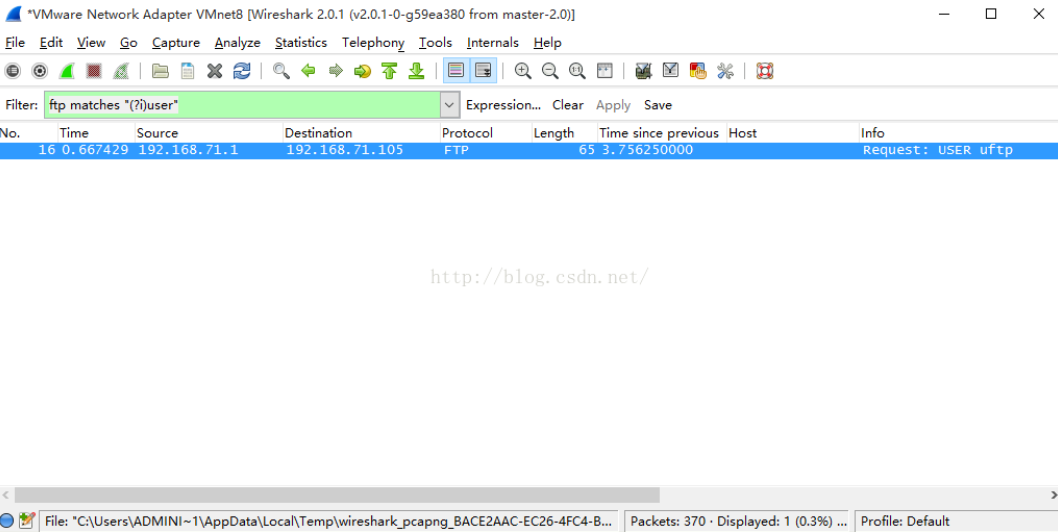 *VMware Network Adapter VMnet8 [Wireshark 2.0.1 (v2.0.1-0-g59ea380 from master-2.0)]
File Edit View Go Capture Analyze Statistics Telephony Tools Internals Help
Filter: ftp matches "(?i)user" Expression... Clear Apply Save
No. Time Source Destination Protocol Length Time since previous Host Info
16 0.667429 192.168.71.1 192.168.71.105 FTP 65 3.756250000 Request: USER uftp
http://blog.csdn.net/
File: "C:\Users\ADMINI~1\AppData\Local\Temp\wireshark_pcapng_BACE2AAC-EC26-4FC4-B... Packets: 370 · Displayed: 1 (0.3%) ... Profile: Default